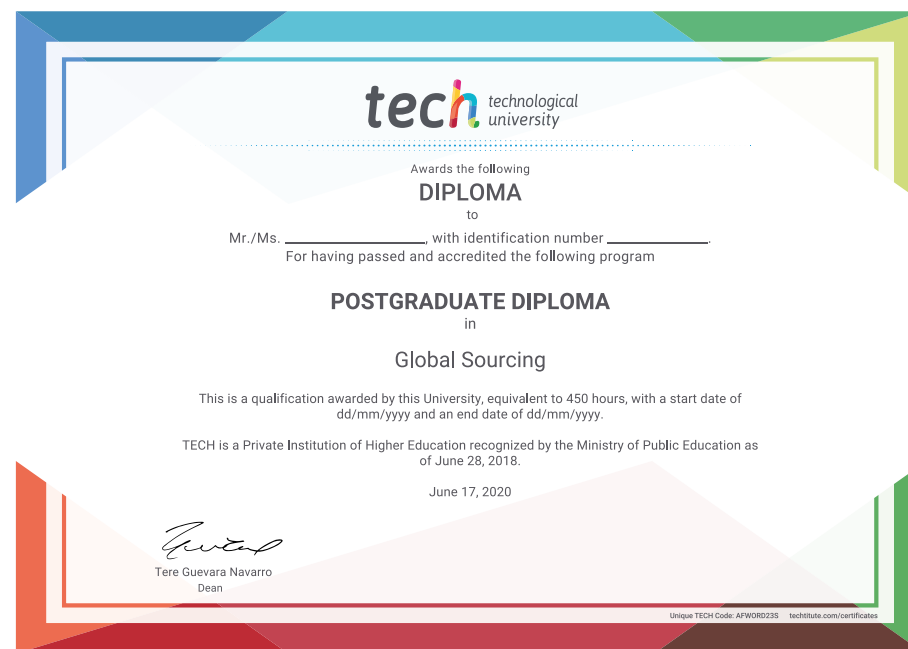 tech technological
university
Awards the following
DIPLOMA
to
Mr./Ms. ____________________, with identification number ______________.
For having passed and accredited the following program
POSTGRADUATE DIPLOMA
in
Global Sourcing
This is a qualification awarded by this University, equivalent to 450 hours, with a start date of
dd/mm/yyyy and an end date of dd/mm/yyyy.
TECH is a Private Institution of Higher Education recognized by the Ministry of Public Education as
of June 28, 2018.
June 17, 2020
Tere Guevara Navarro
Dean
Unique TECH Code: AFWORD23S techtitute.com/certificates